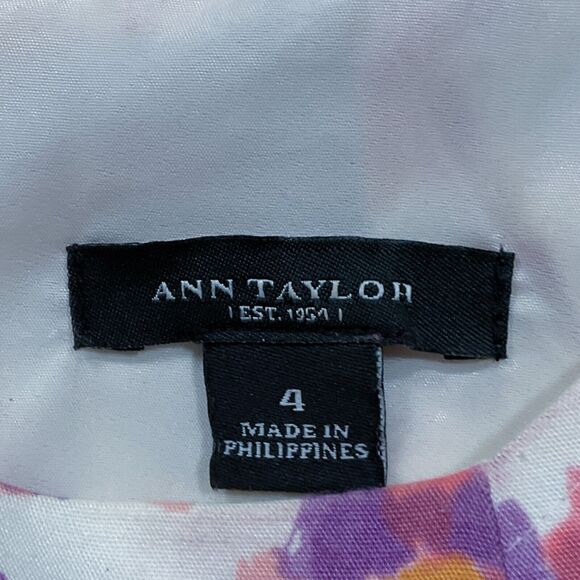 ANN TAYLOR
| EST. 1954 |
4
MADE IN
PHILIPPINES